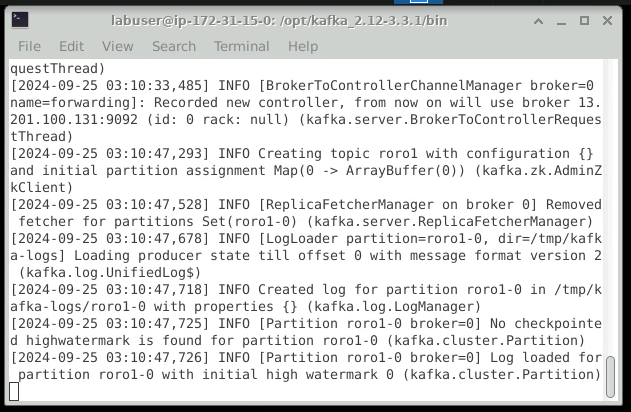 labuser@ip-172-31-15-0: /opt/kafka_2.12-3.3.1/bin
File Edit View Search Terminal Help
questThread)
[2024-09-25 03:10:33,485] INFO [BrokerToControllerChannelManager broker=0
name=forwarding]: Recorded new controller, from now on will use broker 13.
201.100.131:9092 (id: 0 rack: null) (kafka.server.BrokerToControllerReques
tThread)
[2024-09-25 03:10:47,293] INFO Creating topic roro1 with configuration {}
and initial partition assignment Map(0 -> ArrayBuffer(0)) (kafka.zk.AdminZ
kClient)
[2024-09-25 03:10:47,528] INFO [ReplicaFetcherManager on broker 0] Removed
fetcher for partitions Set(roro1-0) (kafka.server.ReplicaFetcherManager)
[2024-09-25 03:10:47,678] INFO [LogLoader partition=roro1-0, dir=/tmp/kafk
a-logs] Loading producer state till offset 0 with message format version 2
(kafka.log.UnifiedLog$)
[2024-09-25 03:10:47,718] INFO Created log for partition roro1-0 in /tmp/k
afka-logs/roro1-0 with properties {} (kafka.log.LogManager)
[2024-09-25 03:10:47,725] INFO [Partition roro1-0 broker=0] No checkpointe
d highwatermark is found for partition roro1-0 (kafka.cluster.Partition)
[2024-09-25 03:10:47,726] INFO [Partition roro1-0 broker=0] Log loaded for
partition roro1-0 with initial high watermark 0 (kafka.cluster.Partition)